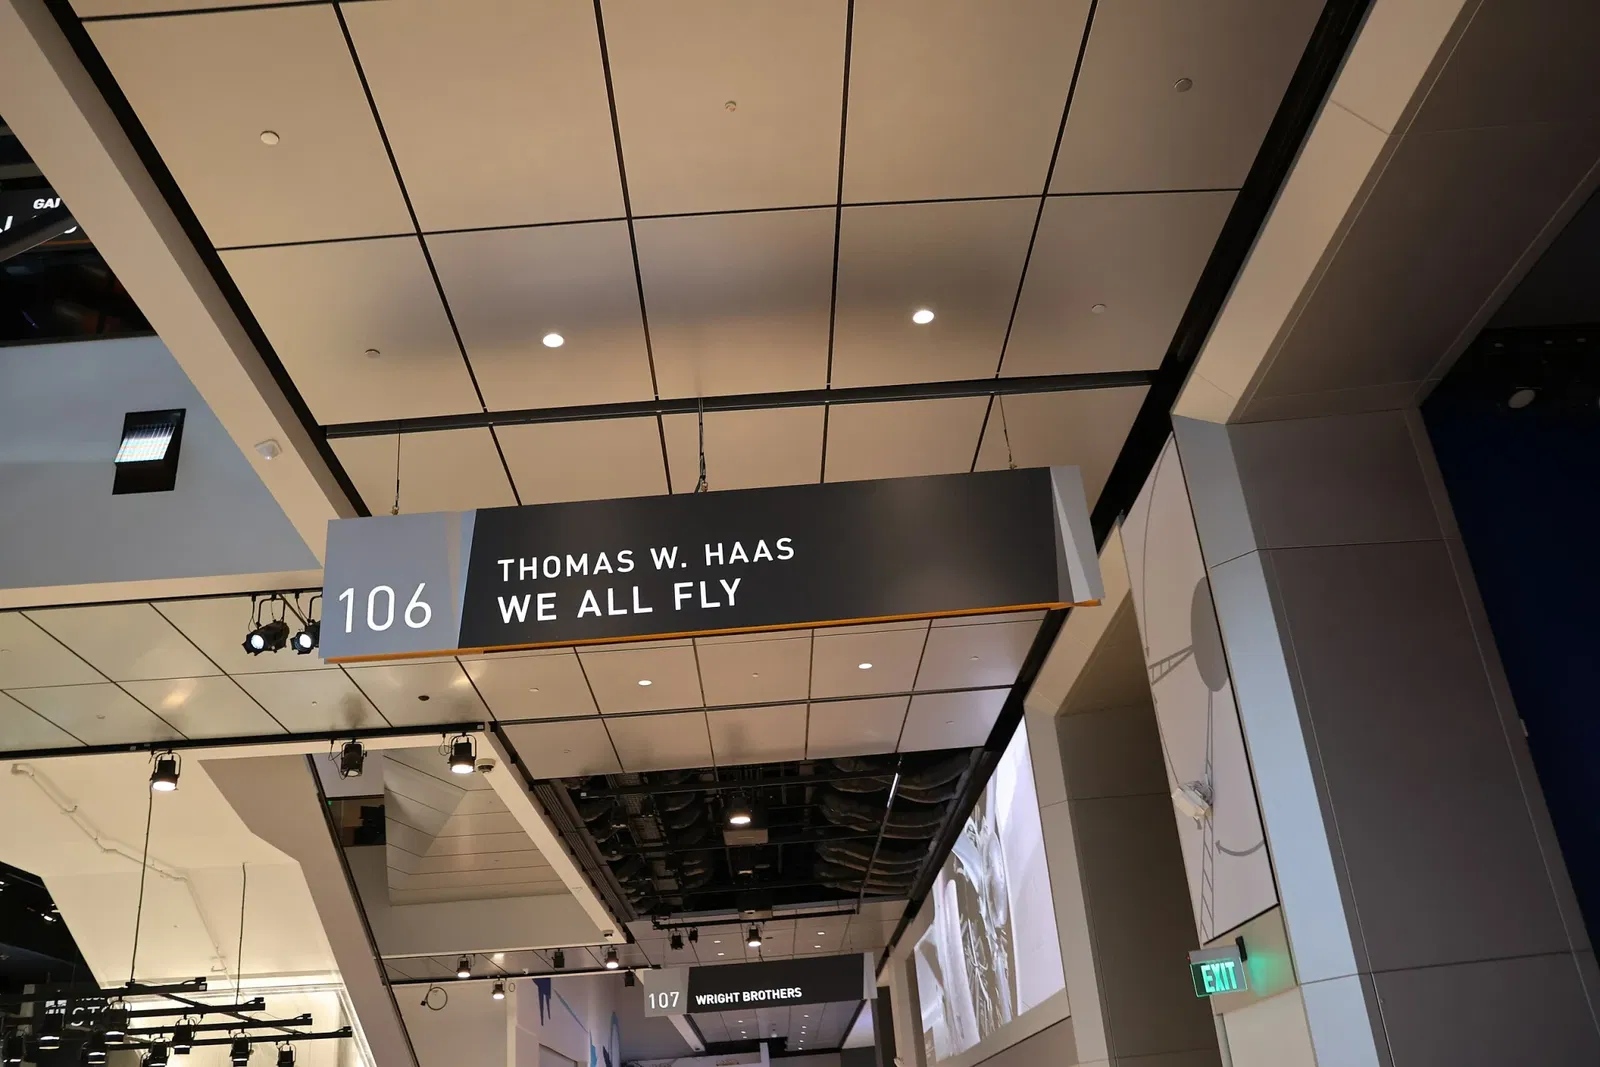 106
THOMAS W. HAAS
WE ALL FLY
107
WRIGHT BROTHERS
EXIT